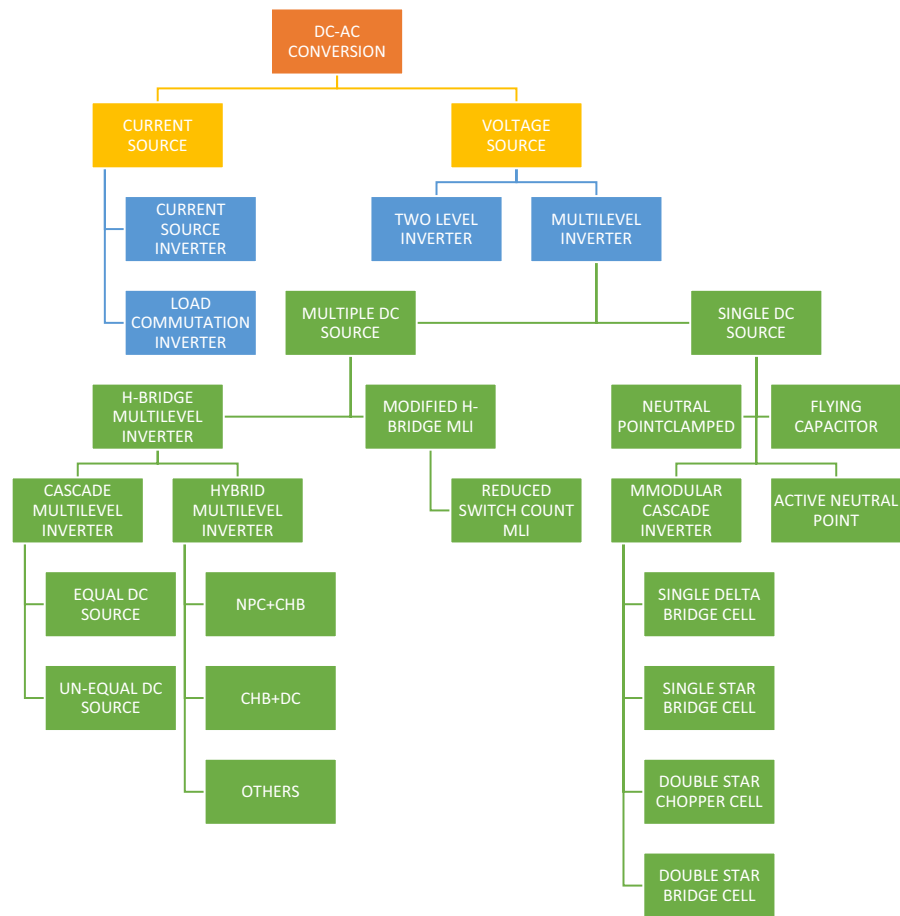 DC-AC
CONVERSION
CURRENT
SOURCE
VOLTAGE
SOURCE
CURRENT
SOURCE
INVERTER
TWO LEVEL
INVERTER
MULTILEVEL
INVERTER
LOAD
COMMUTATION
INVERTER
MULTIPLE DC
SOURCE
SINGLE DC
SOURCE
H-BRIDGE
MULTILEVEL
INVERTER
MODIFIED H-
BRIDGE MLI
NEUTRAL
POINTCLAMPED
FLYING
CAPACITOR
CASCADE
MULTILEVEL
INVERTER
HYBRID
MULTILEVEL
INVERTER
REDUCED
SWITCH COUNT
MLI
MMODULAR
CASCADE
INVERTER
ACTIVE NEUTRAL
POINT
EQUAL DC
SOURCE
NPC+CHB
SINGLE DELTA
BRIDGE CELL
UN-EQUAL DC
SOURCE
CHB+DC
SINGLE STAR
BRIDGE CELL
OTHERS
DOUBLE STAR
CHOPPER CELL
DOUBLE STAR
BRIDGE CELL